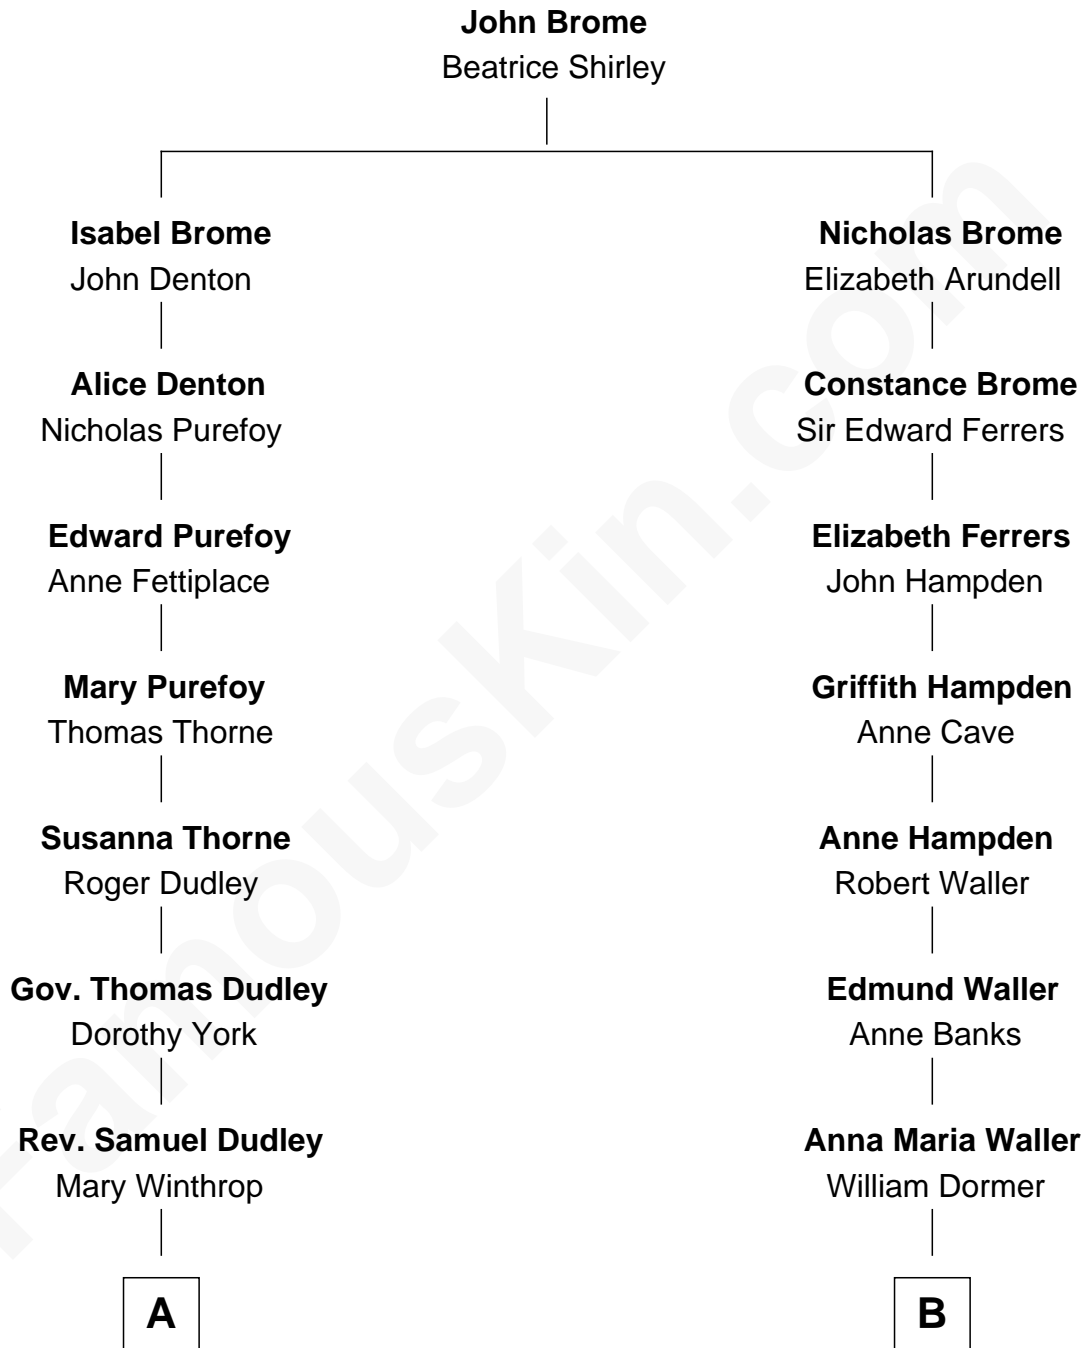 John Brome
Beatrice Shirley
Isabel Brome
John Denton
Nicholas Brome
Elizabeth Arundell
Alice Denton
Nicholas Purefoy
Constance Brome
Sir Edward Ferrers
Edward Purefoy
Anne Fettiplace
Elizabeth Ferrers
John Hampden
Mary Purefoy
Thomas Thorne
Griffith Hampden
Anne Cave
Susanna Thorne
Roger Dudley
Anne Hampden
Robert Waller
Gov. Thomas Dudley
Dorothy York
Edmund Waller
Anne Banks
Rev. Samuel Dudley
Mary Winthrop
Anna Maria Waller
William Dormer
A
B
FamousKin.com